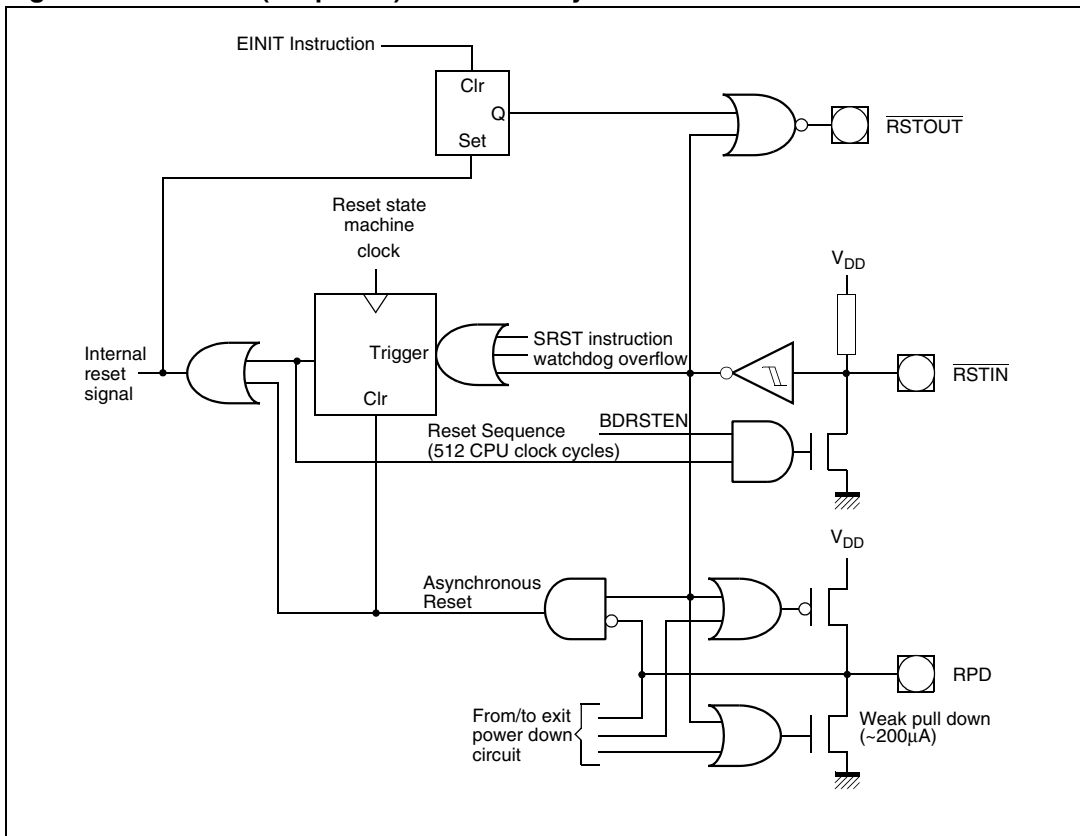 EINIT Instruction
Clr
Q
Set
RSTOUT
Reset state
machine
clock
VDD
Trigger
SRST instruction
watchdog overflow
Internal
reset
signal
RSTIN
Clr
BDRSTEN
Reset Sequence
(512 CPU clock cycles)
VDD
Asynchronous
Reset
RPD
From/to exit
power down
circuit
Weak pull down
(~200µA)